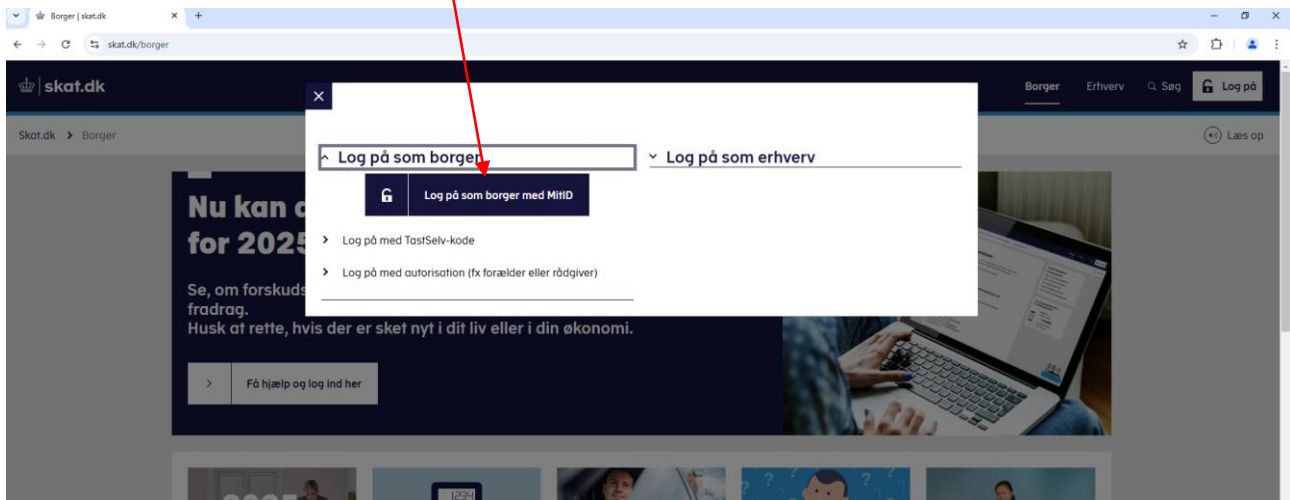 Borger | skat.dk
skat.dk/borger
skat.dk
Borger Erhverv Søg Log på
Skat.dk > Borger
Læs op
Log på som borger
Log på som erhverv
Log på som borger med MitID
Log på med TastSelv-kode
Log på med autorisation (fx forælder eller rådgiver)
Nu kan
for 2025
Se, om forskuds
fradrag.
Husk at rette, hvis der er sket nyt i dit liv eller i din økonomi.
Få hjælp og log ind her
2025
1234